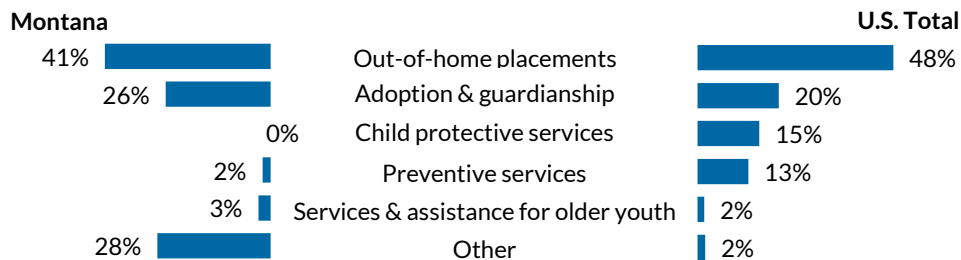 Montana U.S. Total
41% Out-of-home placements 48%
26% Adoption & guardianship 20%
0% Child protective services 15%
2% Preventive services 13%
3% Services & assistance for older youth 2%
28% Other 2%